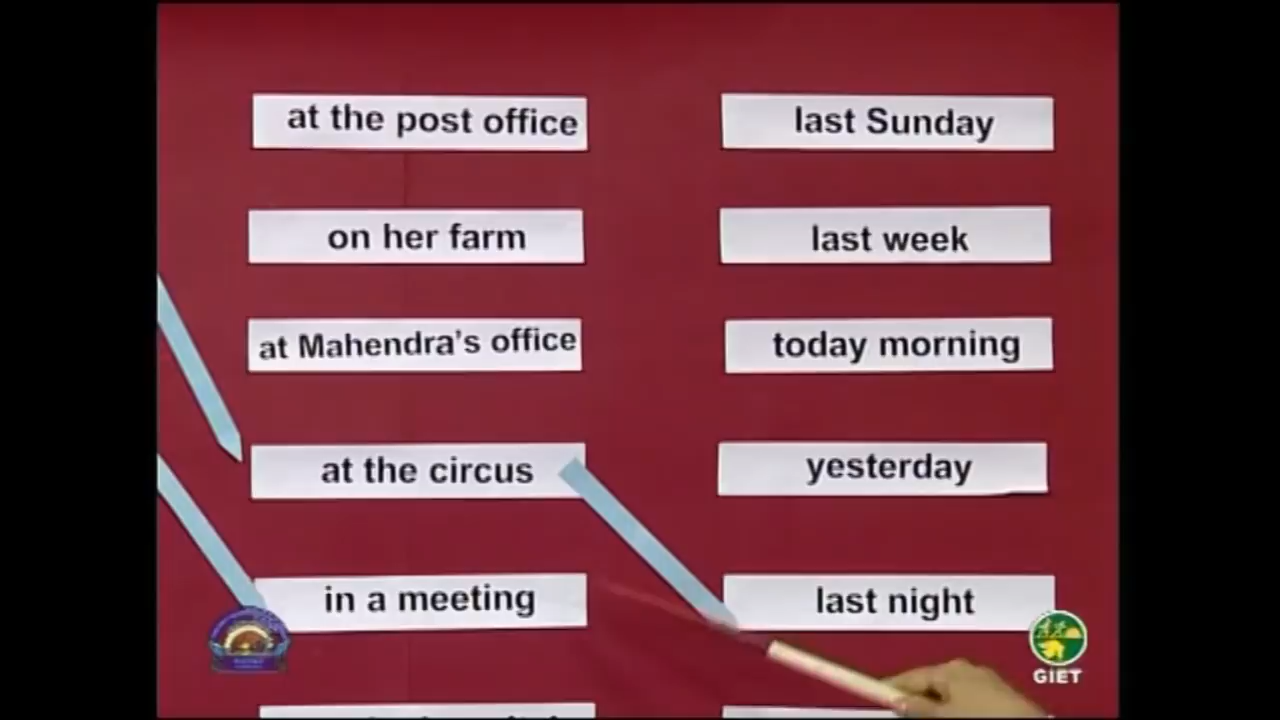 at the post office
last Sunday
on her farm
last week
at Mahendra's office
today morning
at the circus
yesterday
in a meeting
last night
GIET